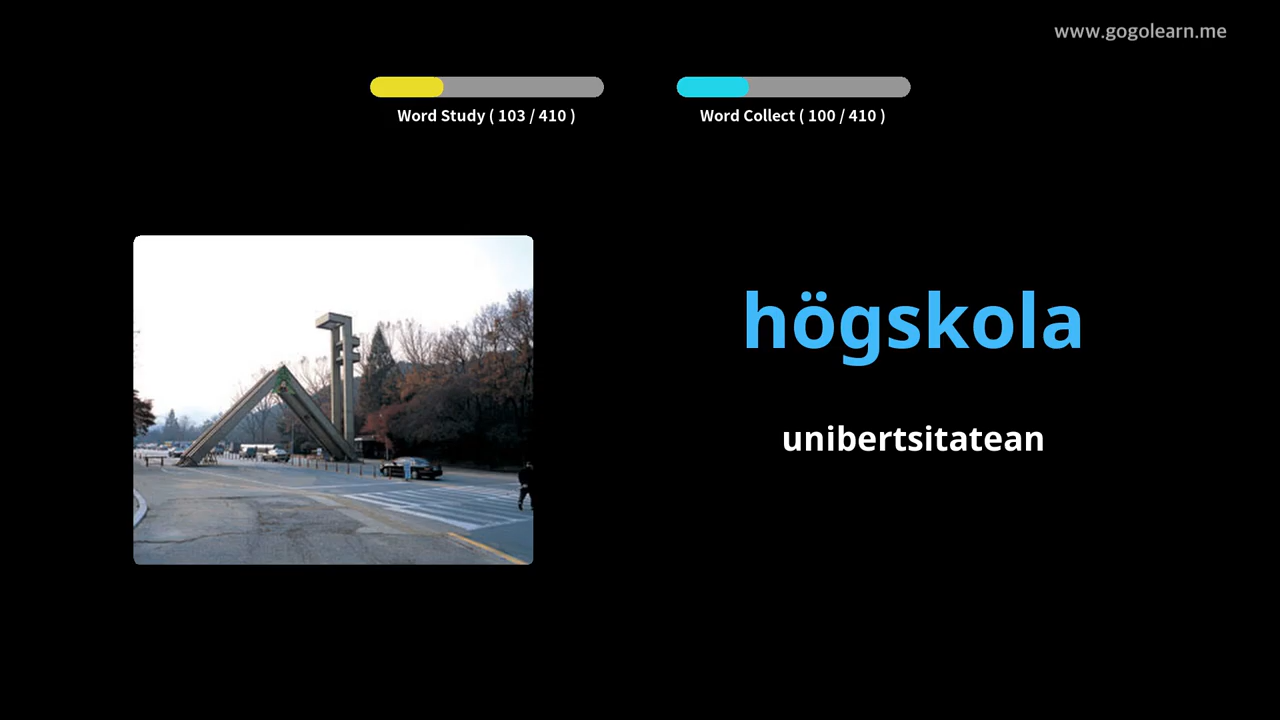 www.gogolearn.me
Word Study ( 103 / 410 )
Word Collect ( 100 / 410 )
högskola
unibertsitatean